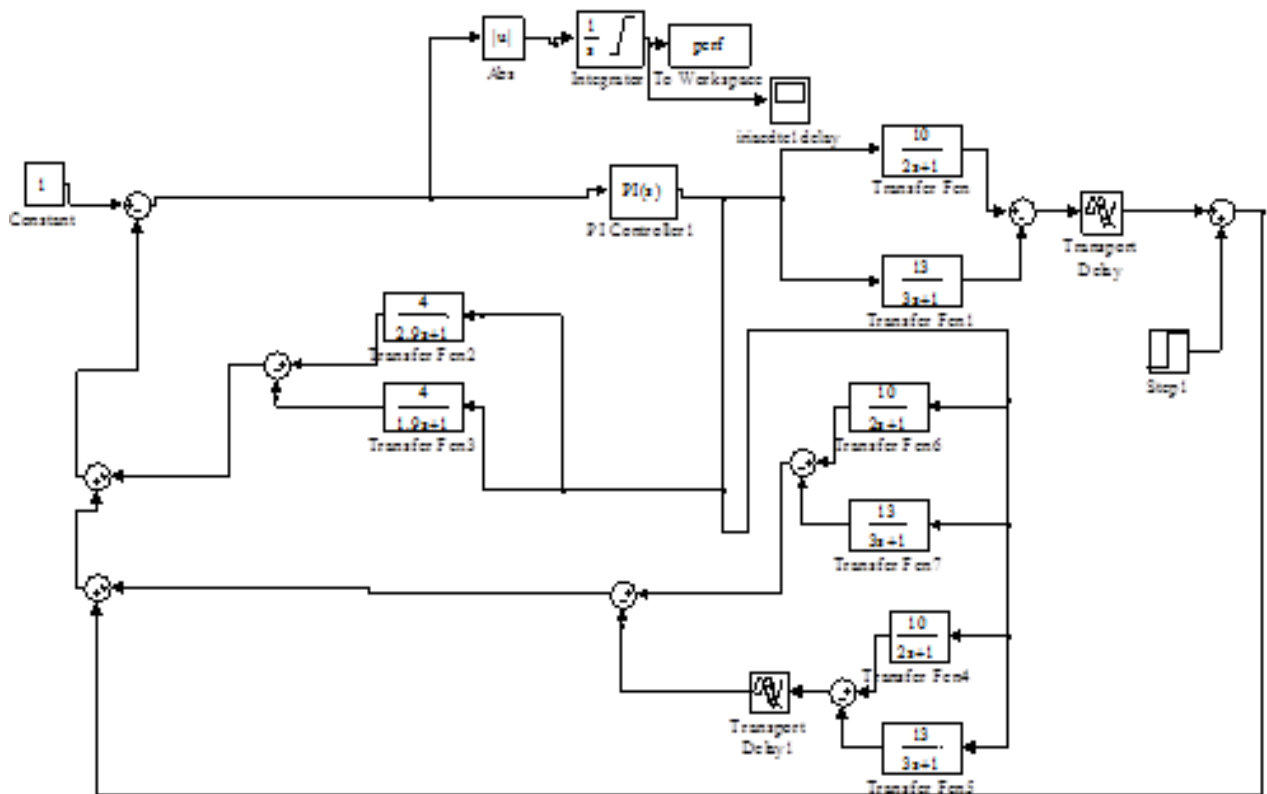 |u|
Abs
1
s
Integrator
perf
To Workspace
1
Constant
PI(s)
PI Controller1
10
2s+1
Transfer Fcn
13
3s+1
Transfer Fcn1
Transport
Delay
Step1
4
2.9s+1
Transfer Fcn2
4
1.9s+1
Transfer Fcn3
10
2s+1
Transfer Fcn6
13
3s+1
Transfer Fcn7
10
2s+1
Transfer Fcn4
Transport
Delay1
13
3s+1
Transfer Fcn5